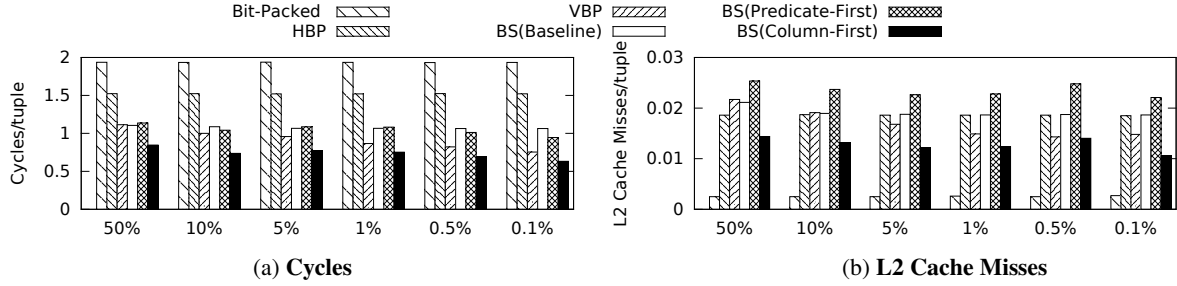 Bit-Packed
HBP
VBP
BS(Baseline)
BS(Predicate-First)
BS(Column-First)
Cycles/tuple
2
1.5
1
0.5
0
50% 10% 5% 1% 0.5% 0.1%
(a) Cycles
L2 Cache Misses/tuple
0.03
0.02
0.01
0
50% 10% 5% 1% 0.5% 0.1%
(b) L2 Cache Misses